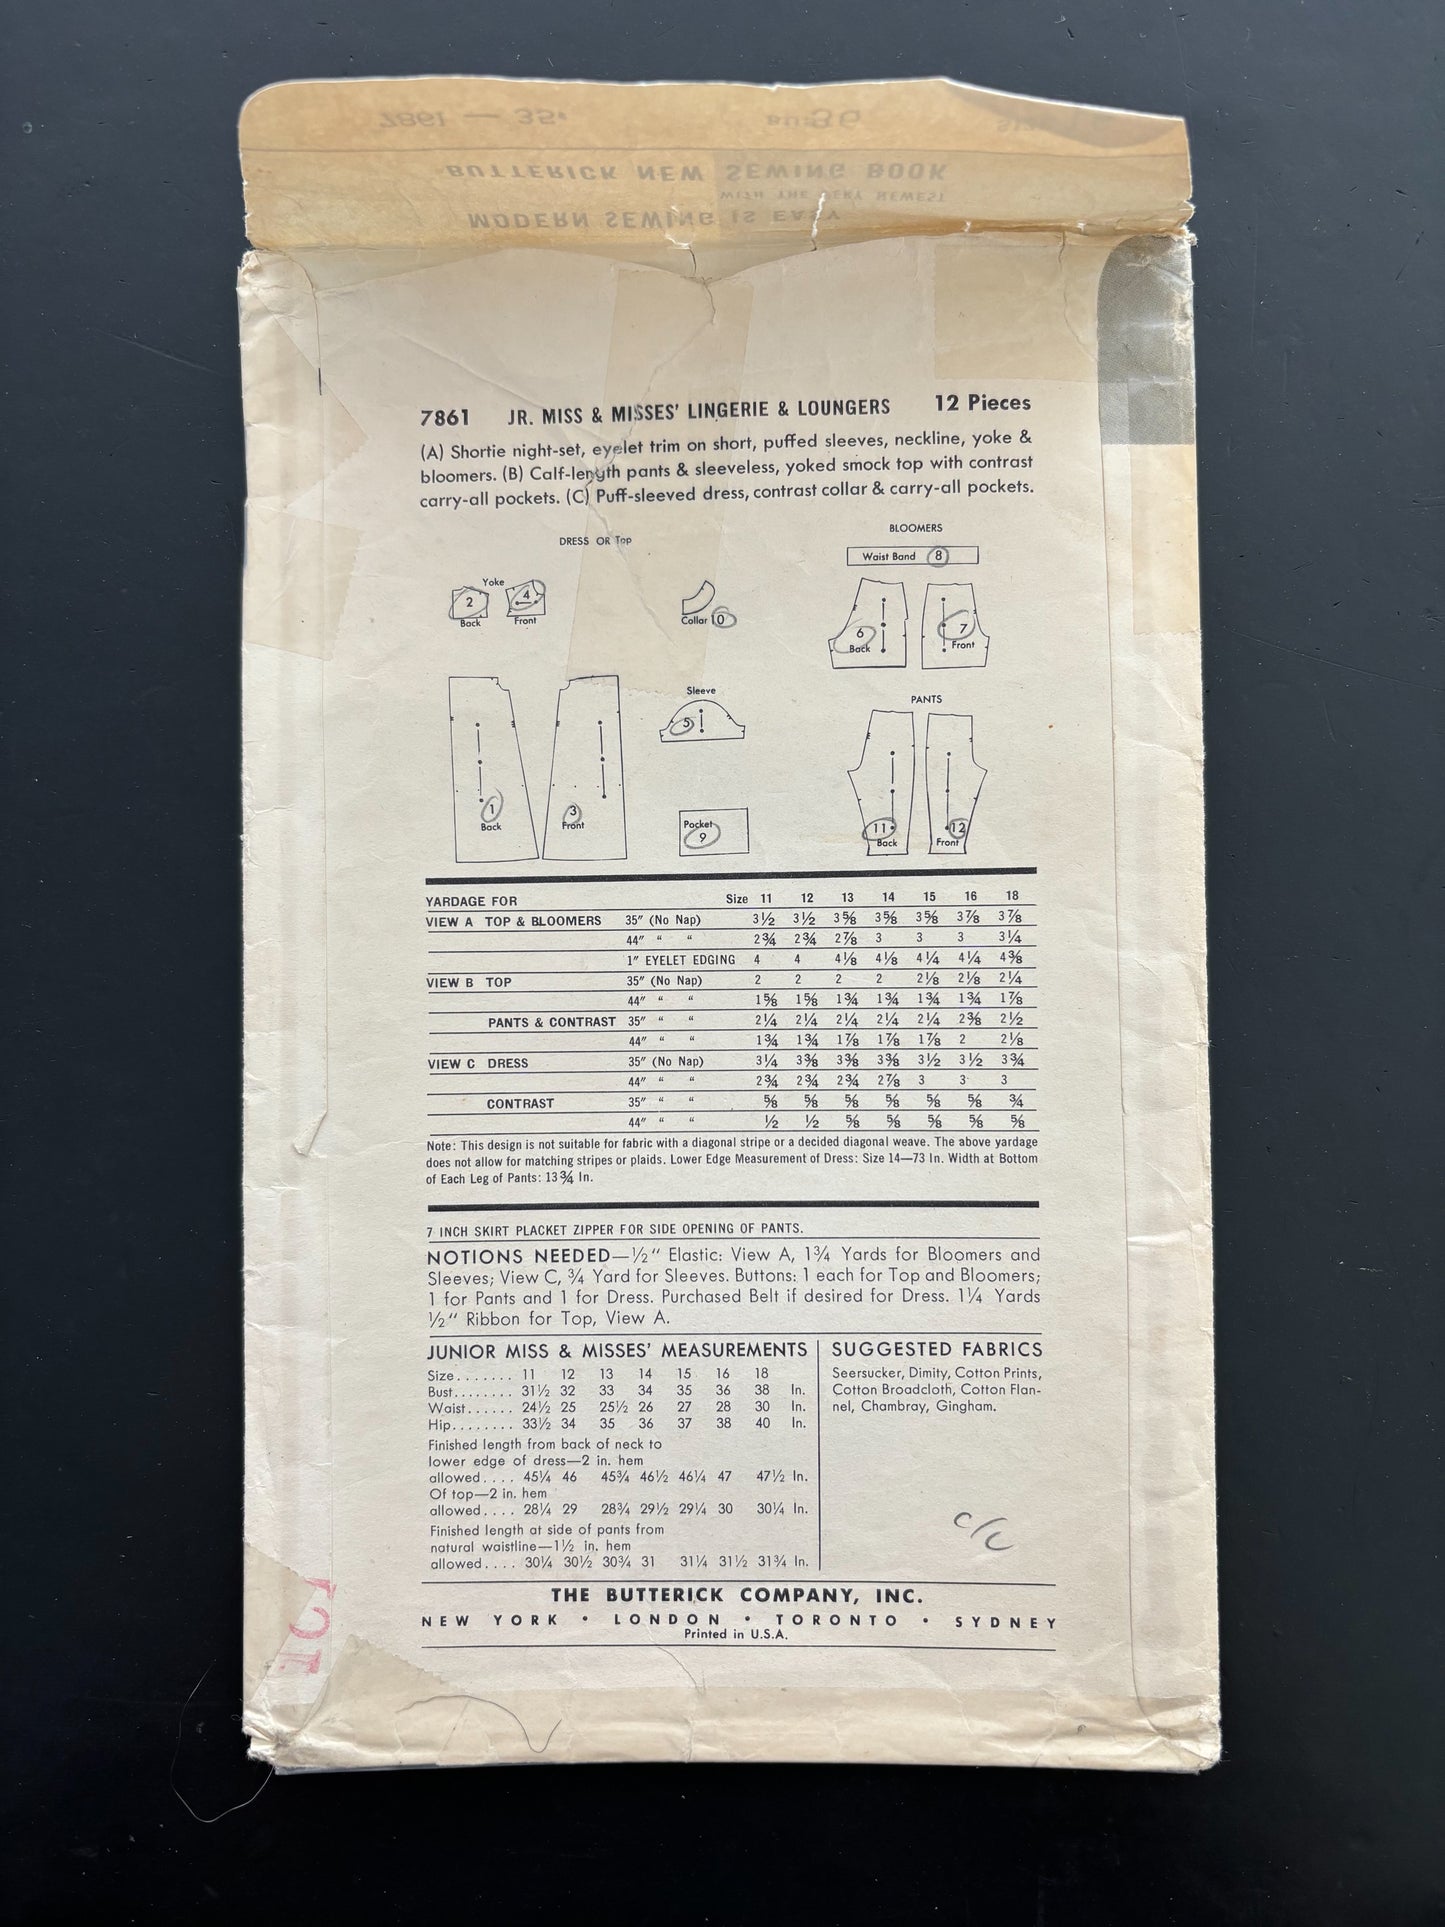 7861 — 35¢
BUTTERICK NEW SEWING BOOK
WITH THE VERY NEWEST
MODERN SEWING IS EASY
7861 JR. MISS & MISSES' LINGERIE & LOUNGERS 12 Pieces
(A) Shortie night-set, eyelet trim on short, puffed sleeves, neckline, yoke &
bloomers. (B) Calf-length pants & sleeveless, yoked smock top with contrast
carry-all pockets. (C) Puff-sleeved dress, contrast collar & carry-all pockets.
DRESS OR Top
BLOOMERS
Waist Band 8
Yoke
2 4
Back Front
Collar 10
6 7
Back Front
Sleeve
5
PANTS
1 3
Back Front
Pocket
9
11 12
Back Front
YARDAGE FOR Size 11 12 13 14 15 16 18
VIEW A TOP & BLOOMERS 35" (No Nap) 3½ 3½ 3⅝ 3⅝ 3⅝ 3⅞ 3⅞
44" " " 2¾ 2¾ 2⅞ 3 3 3 3¼
1" EYELET EDGING 4 4 4⅛ 4⅛ 4¼ 4¼ 4⅜
VIEW B TOP 35" (No Nap) 2 2 2 2 2⅛ 2⅛ 2¼
44" " " 1⅝ 1⅝ 1¾ 1¾ 1¾ 1¾ 1⅞
PANTS & CONTRAST 35" " " 2¼ 2¼ 2¼ 2¼ 2¼ 2⅜ 2½
44" " " 1¾ 1¾ 1⅞ 1⅞ 1⅞ 2 2⅛
VIEW C DRESS 35" (No Nap) 3¼ 3⅜ 3⅜ 3⅜ 3½ 3½ 3¾
44" " " 2¾ 2¾ 2¾ 2⅞ 3 3 3
CONTRAST 35" " " ⅝ ⅝ ⅝ ⅝ ⅝ ⅝ ¾
44" " " ½ ½ ⅝ ⅝ ⅝ ⅝ ⅝
Note: This design is not suitable for fabric with a diagonal stripe or a decided diagonal weave. The above yardage
does not allow for matching stripes or plaids. Lower Edge Measurement of Dress: Size 14—73 In. Width at Bottom
of Each Leg of Pants: 13¾ In.
7 INCH SKIRT PLACKET ZIPPER FOR SIDE OPENING OF PANTS.
NOTIONS NEEDED—½" Elastic: View A, 1¾ Yards for Bloomers and
Sleeves; View C, ¾ Yard for Sleeves. Buttons: 1 each for Top and Bloomers;
1 for Pants and 1 for Dress. Purchased Belt if desired for Dress. 1¼ Yards
½" Ribbon for Top, View A.
JUNIOR MISS & MISSES' MEASUREMENTS
Size....... 11 12 13 14 15 16 18
Bust........ 31½ 32 33 34 35 36 38 In.
Waist...... 24½ 25 25½ 26 27 28 30 In.
Hip......... 33½ 34 35 36 37 38 40 In.
Finished length from back of neck to
lower edge of dress—2 in. hem
allowed.... 45¼ 46 45¾ 46½ 46¼ 47 47½ In.
Of top—2 in. hem
allowed.... 28¼ 29 28¾ 29½ 29¼ 30 30¼ In.
Finished length at side of pants from
natural waistline—1½ in. hem
allowed.... 30¼ 30½ 30¾ 31 31¼ 31½ 31¾ In.
SUGGESTED FABRICS
Seersucker, Dimity, Cotton Prints,
Cotton Broadcloth, Cotton Flan-
nel, Chambray, Gingham.
c/c
THE BUTTERICK COMPANY, INC.
NEW YORK • LONDON • TORONTO • SYDNEY
Printed in U.S.A.